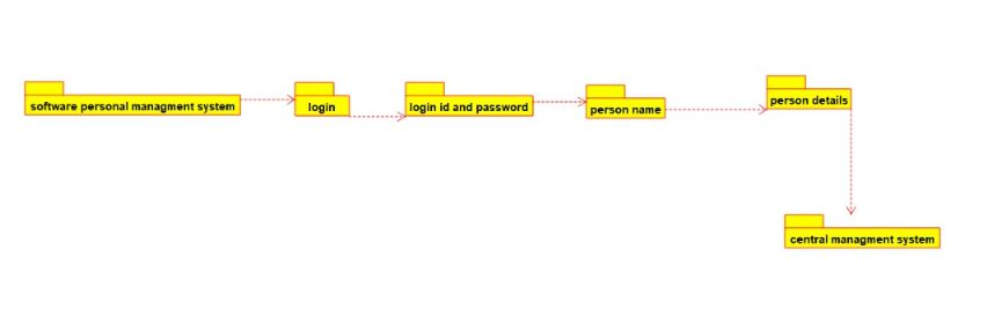 software personal managment system
login
login id and password
person name
person details
central managment system